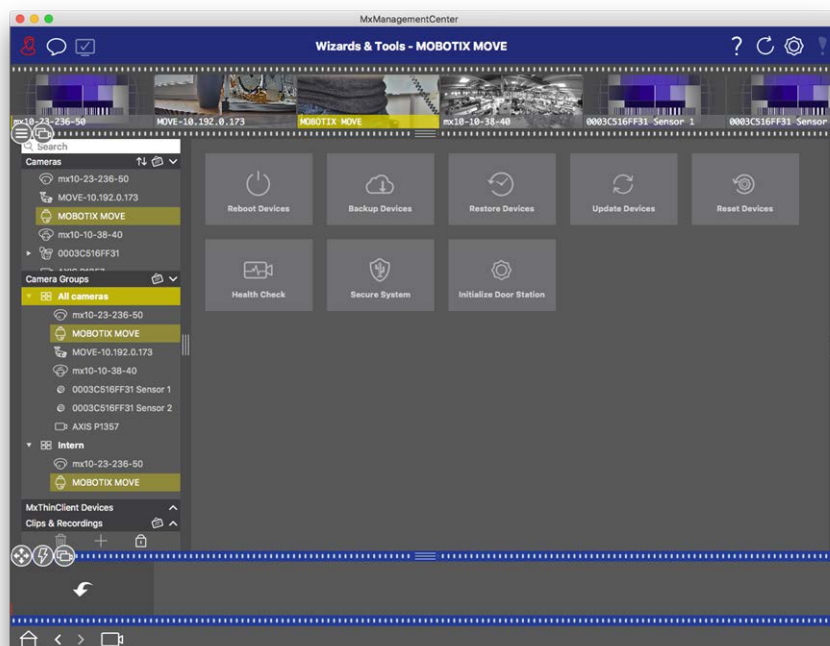 MxManagementCenter
Wizards & Tools - MOBOTIX MOVE
mx10-23-236-50
MOVE-10.192.0.173
MOBOTIX MOVE
mx10-10-38-40
0003C516FF31 Sensor 1
0003C516FF31 Sensor
Search
Cameras
mx10-23-236-50
MOVE-10.192.0.173
MOBOTIX MOVE
mx10-10-38-40
0003C516FF31
AXIS P1357
Camera Groups
All cameras
mx10-23-236-50
MOBOTIX MOVE
MOVE-10.192.0.173
mx10-10-38-40
0003C516FF31 Sensor 1
0003C516FF31 Sensor 2
AXIS P1357
Intern
mx10-23-236-50
MOBOTIX MOVE
MxThinClient Devices
Clips & Recordings
Reboot Devices
Backup Devices
Restore Devices
Update Devices
Reset Devices
Health Check
Secure System
Initialize Door Station